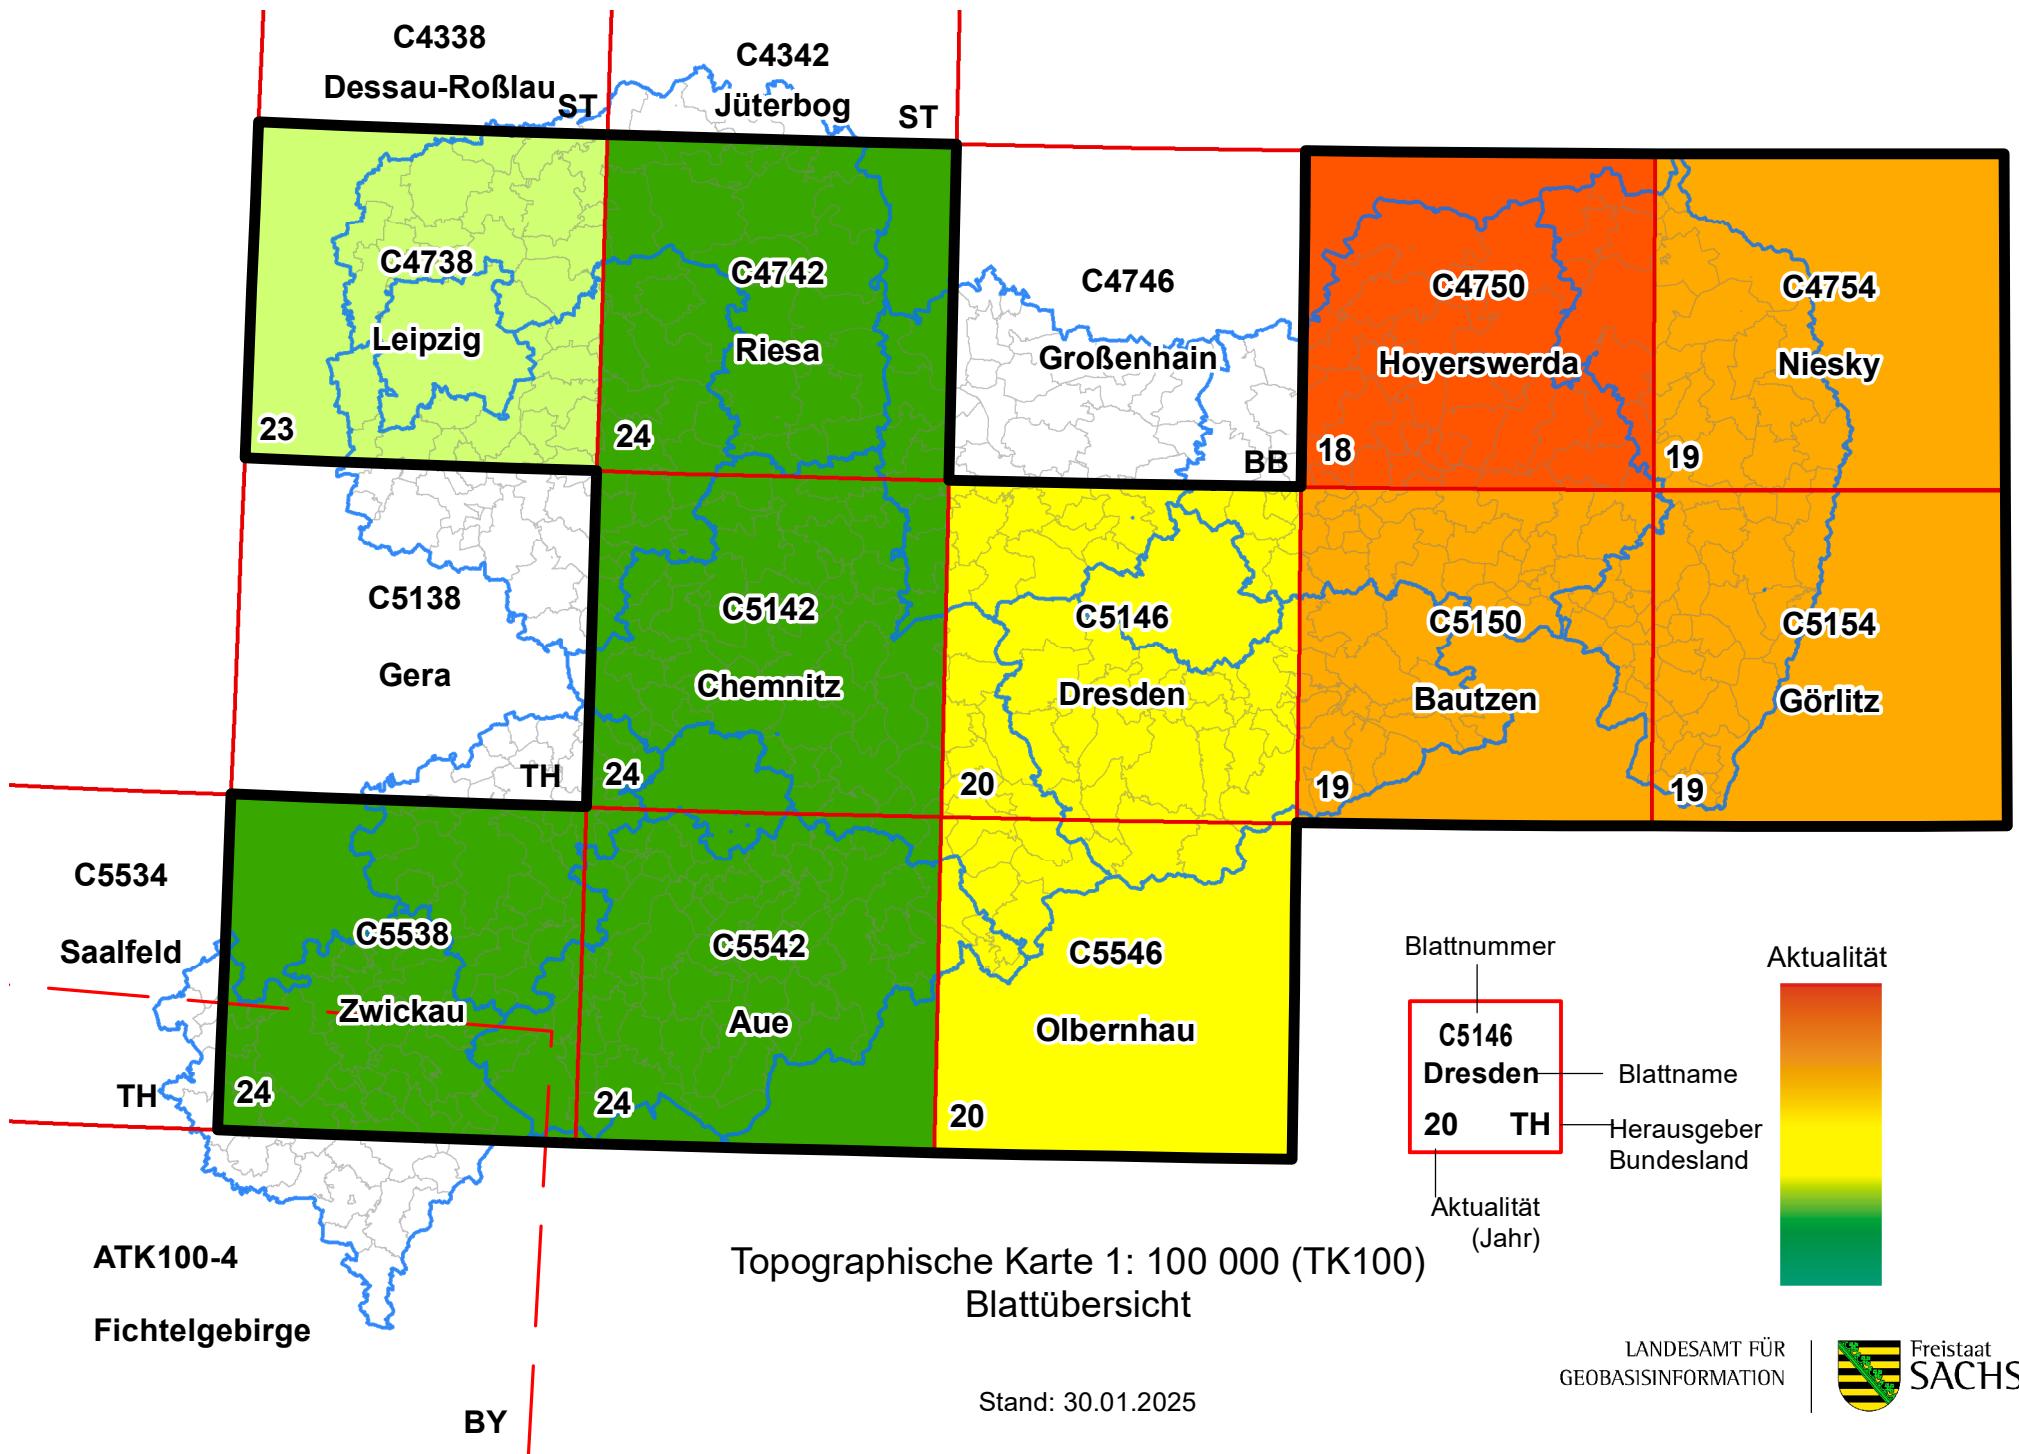 C4338
Dessau-Roßlau
ST
C4342
Jüterbog
ST
C4738
Leipzig
23
C4742
Riesa
24
C4746
Großenhain
BB
C4750
Hoyerswerda
18
C4754
Niesky
19
C5138
Gera
TH
C5142
Chemnitz
24
C5146
Dresden
20
C5150
Bautzen
19
C5154
Görlitz
19
C5534
Saalfeld
TH
C5538
Zwickau
24
C5542
Aue
24
C5546
Olbernhau
20
ATK100-4
Fichtelgebirge
BY
Blattnummer
C5146
Dresden
20 TH
Blattname
Herausgeber
Bundesland
Aktualität
(Jahr)
Aktualität
Topographische Karte 1: 100 000 (TK100)
Blattübersicht
Stand: 30.01.2025
LANDESAMT FÜR
GEOBASISINFORMATION
Freistaat
SACHS